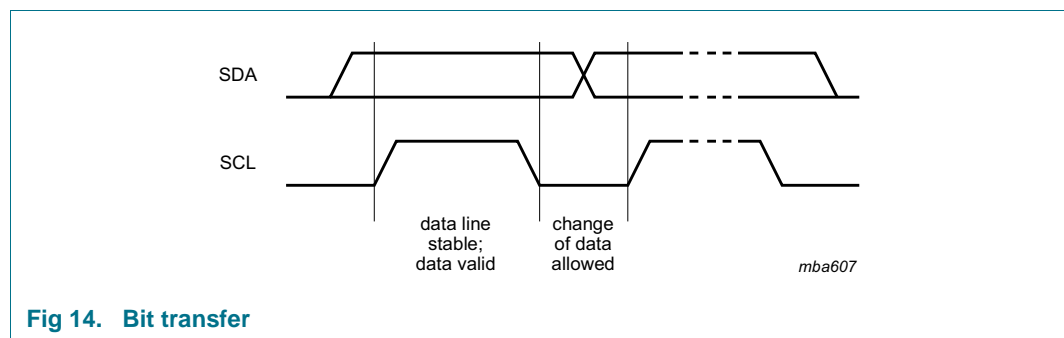 SDA
SCL
data line
stable;
data valid
change
of data
allowed
mba607
Fig 14. Bit transfer